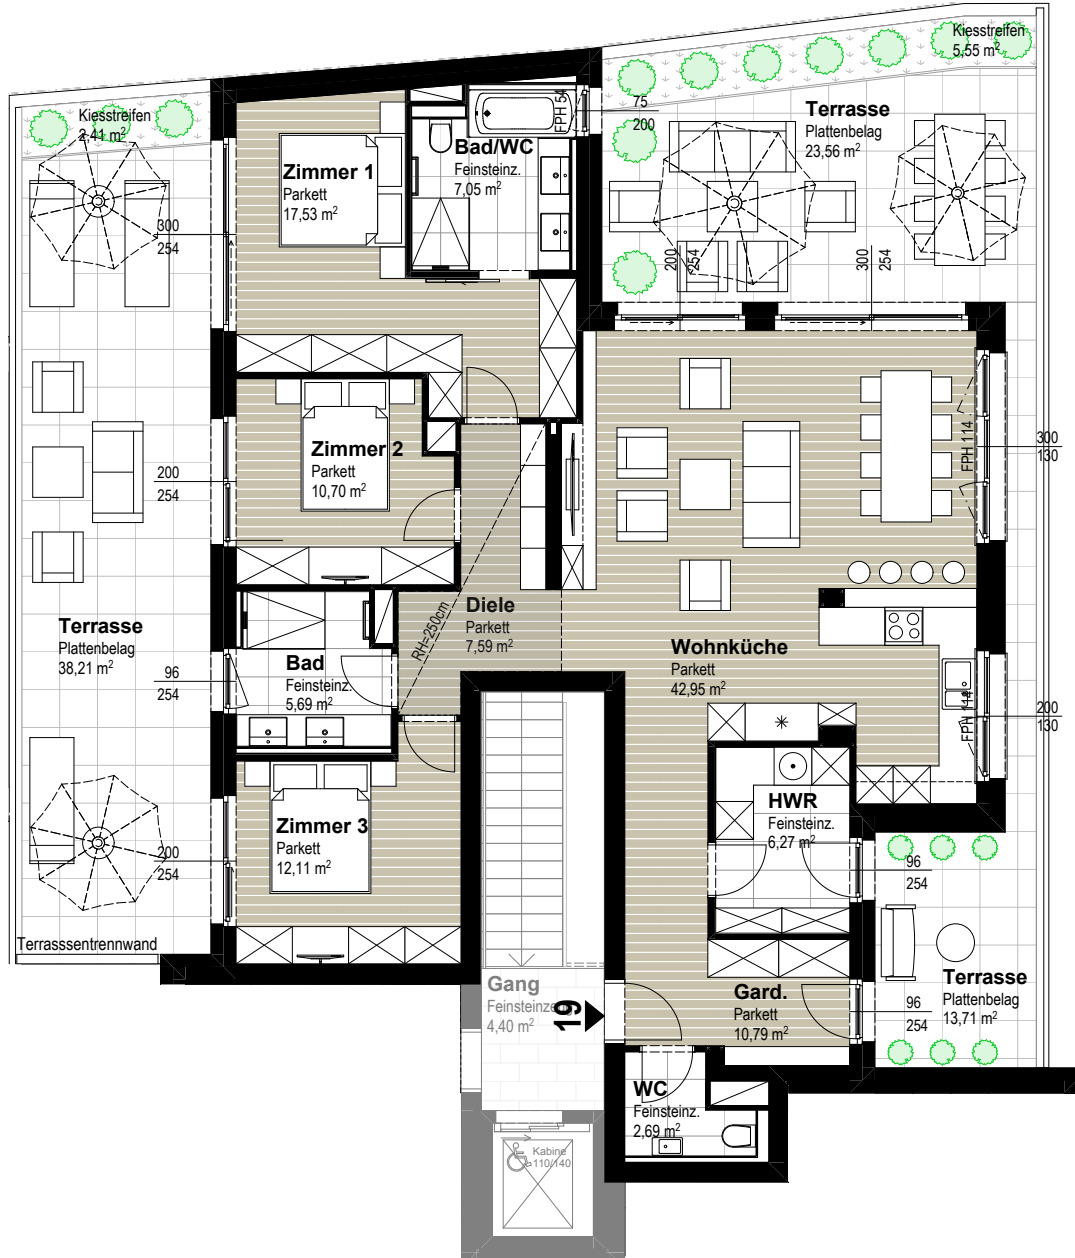 Kiesstreifen
5,55 m²
Kiesstreifen
2,41 m²
Terrasse
Plattenbelag
23,56 m²
75
200
FPH 54
Bad/WC
Feinsteinz.
7,05 m²
Zimmer 1
Parkett
17,53 m²
300
254
200
254
300
254
Zimmer 2
Parkett
10,70 m²
200
254
FPH 114
300
130
Diele
Parkett
7,59 m²
RH=250cm
Terrasse
Plattenbelag
38,21 m²
96
254
Bad
Feinsteinz.
5,69 m²
Wohnküche
Parkett
42,95 m²
FPH 114
200
130
Zimmer 3
Parkett
12,11 m²
200
254
HWR
Feinsteinz.
6,27 m²
96
254
Terrasssentrennwand
Gang
Feinsteinze
4,40 m²
19
Gard.
Parkett
10,79 m²
96
254
Terrasse
Plattenbelag
13,71 m²
WC
Feinsteinz.
2,69 m²
Kabine
110/140